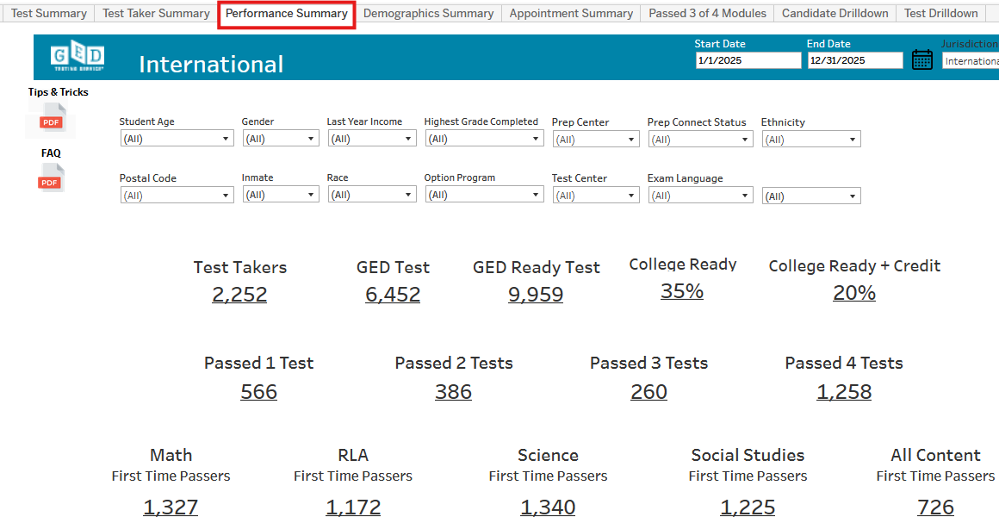 Test Summary Test Taker Summary Performance Summary Demographics Summary Appointment Summary Passed 3 of 4 Modules Candidate Drilldown Test Drilldown
GED
TESTING SERVICE
International
Start Date End Date Jurisdiction
1/1/2025 12/31/2025 Internationa
Tips & Tricks
PDF
FAQ
PDF
Student Age Gender Last Year Income Highest Grade Completed Prep Center Prep Connect Status Ethnicity
(All) (All) (All) (All) (All) (All) (All)
Postal Code Inmate Race Option Program Test Center Exam Language
(All) (All) (All) (All) (All) (All) (All)
Test Takers GED Test GED Ready Test College Ready College Ready + Credit
2,252 6,452 9,959 35% 20%
Passed 1 Test Passed 2 Tests Passed 3 Tests Passed 4 Tests
566 386 260 1,258
Math RLA Science Social Studies All Content
First Time Passers First Time Passers First Time Passers First Time Passers First Time Passers
1,327 1,172 1,340 1,225 726